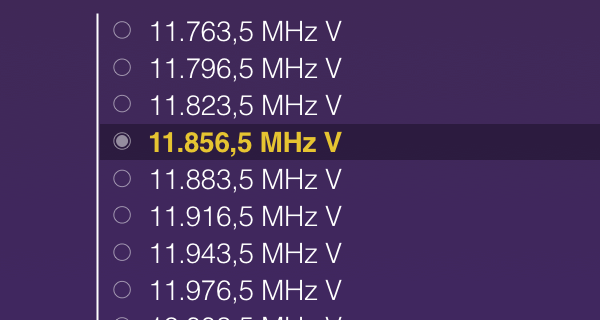 11.763,5 MHz V
11.796,5 MHz V
11.823,5 MHz V
11.856,5 MHz V
11.883,5 MHz V
11.916,5 MHz V
11.943,5 MHz V
11.976,5 MHz V